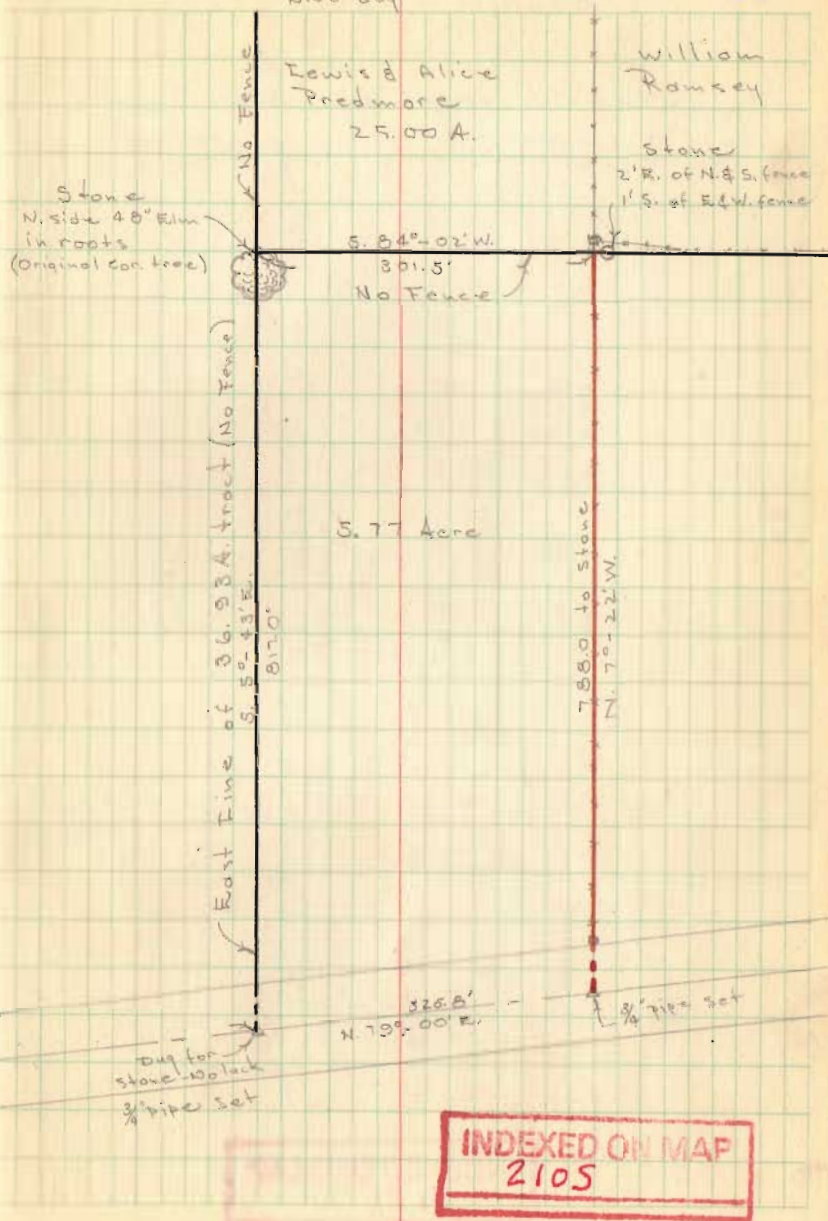 No Fence
Lewis & Alice
Predmore
25.00 A.
William
Ramsey
Stone
2' E. of N. & S. fence
1' S. of E & W. fence
Stone
N. side 48" Elm
in roots
(Original cor. tree)
S. 84°-02' W.
301.5'
No Fence
East Line of 36.93 A. tract (No Fence)
S. 5°-43' E.
812.0'
5.77 Acre
788.0 to Stone
N. 7°-22' W.
326.8'
N. 79°-00' E.
3/4" pipe set
Dug for
stone-No luck
3/4" pipe set
INDEXED ON MAP
2105